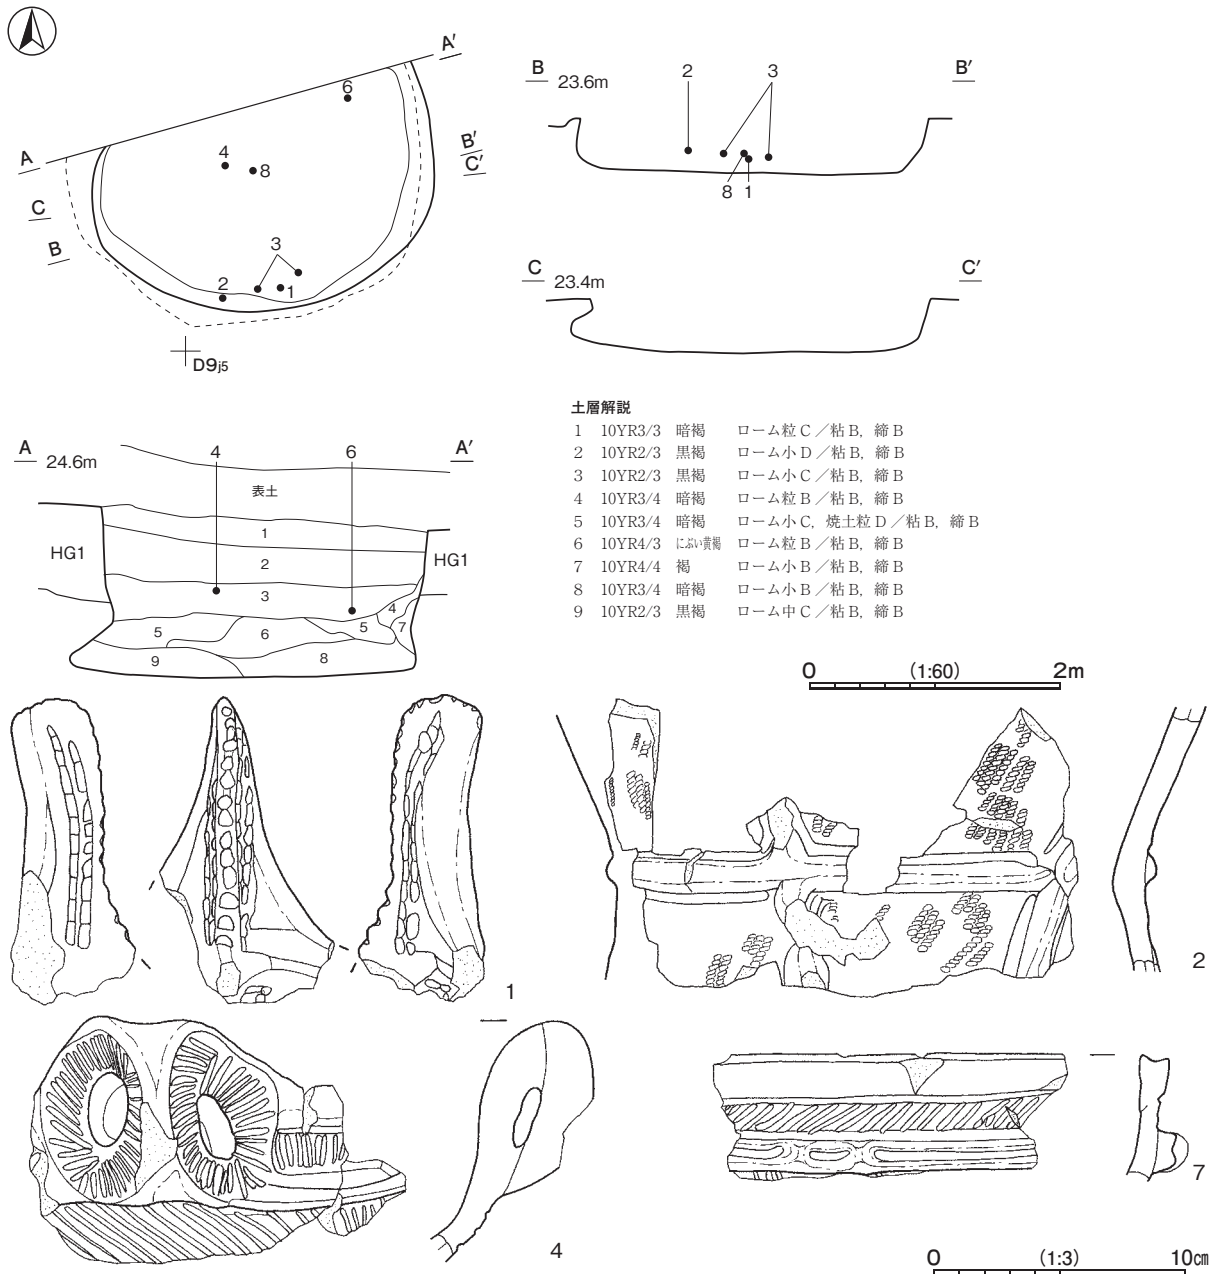 A A′
6
4
8
B′
C′
C
B
3
2
1
D9j5
B 23.6m B′
2 3
8 1
C 23.4m C′
A 24.6m A′
4 6
表土
1
HG1 HG1
2
3
4
5 6 5 7
9 8
土層解説
1 10YR3/3 暗褐 ローム粒C／粘B，締B
2 10YR2/3 黒褐 ローム小D／粘B，締B
3 10YR2/3 黒褐 ローム小C／粘B，締B
4 10YR3/4 暗褐 ローム粒B／粘B，締B
5 10YR3/4 暗褐 ローム小C，焼土粒D／粘B，締B
6 10YR4/3 にぶい黄褐 ローム粒B／粘B，締B
7 10YR4/4 褐 ローム小B／粘B，締B
8 10YR3/4 暗褐 ローム小B／粘B，締B
9 10YR2/3 黒褐 ローム中C／粘B，締B
0 (1:60) 2m
1
2
4
7
0 (1:3) 10㎝